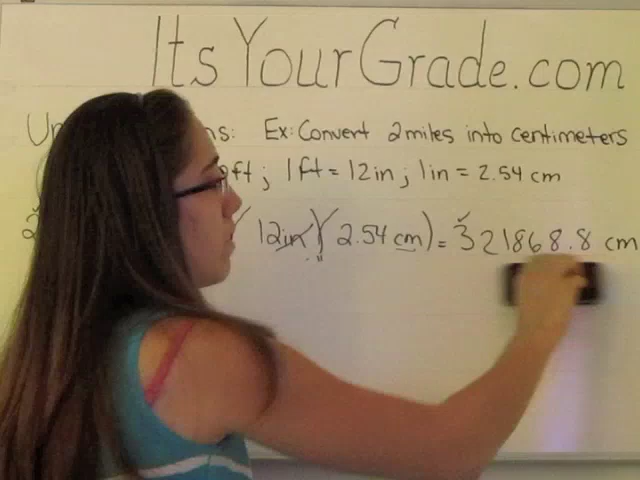 ItsYourGrade.com
Ex: Convert 2 miles into centimeters
ft ; 1ft = 12in ; 1in = 2.54 cm
( 12in )( 2.54 cm ) = 321868.8 cm